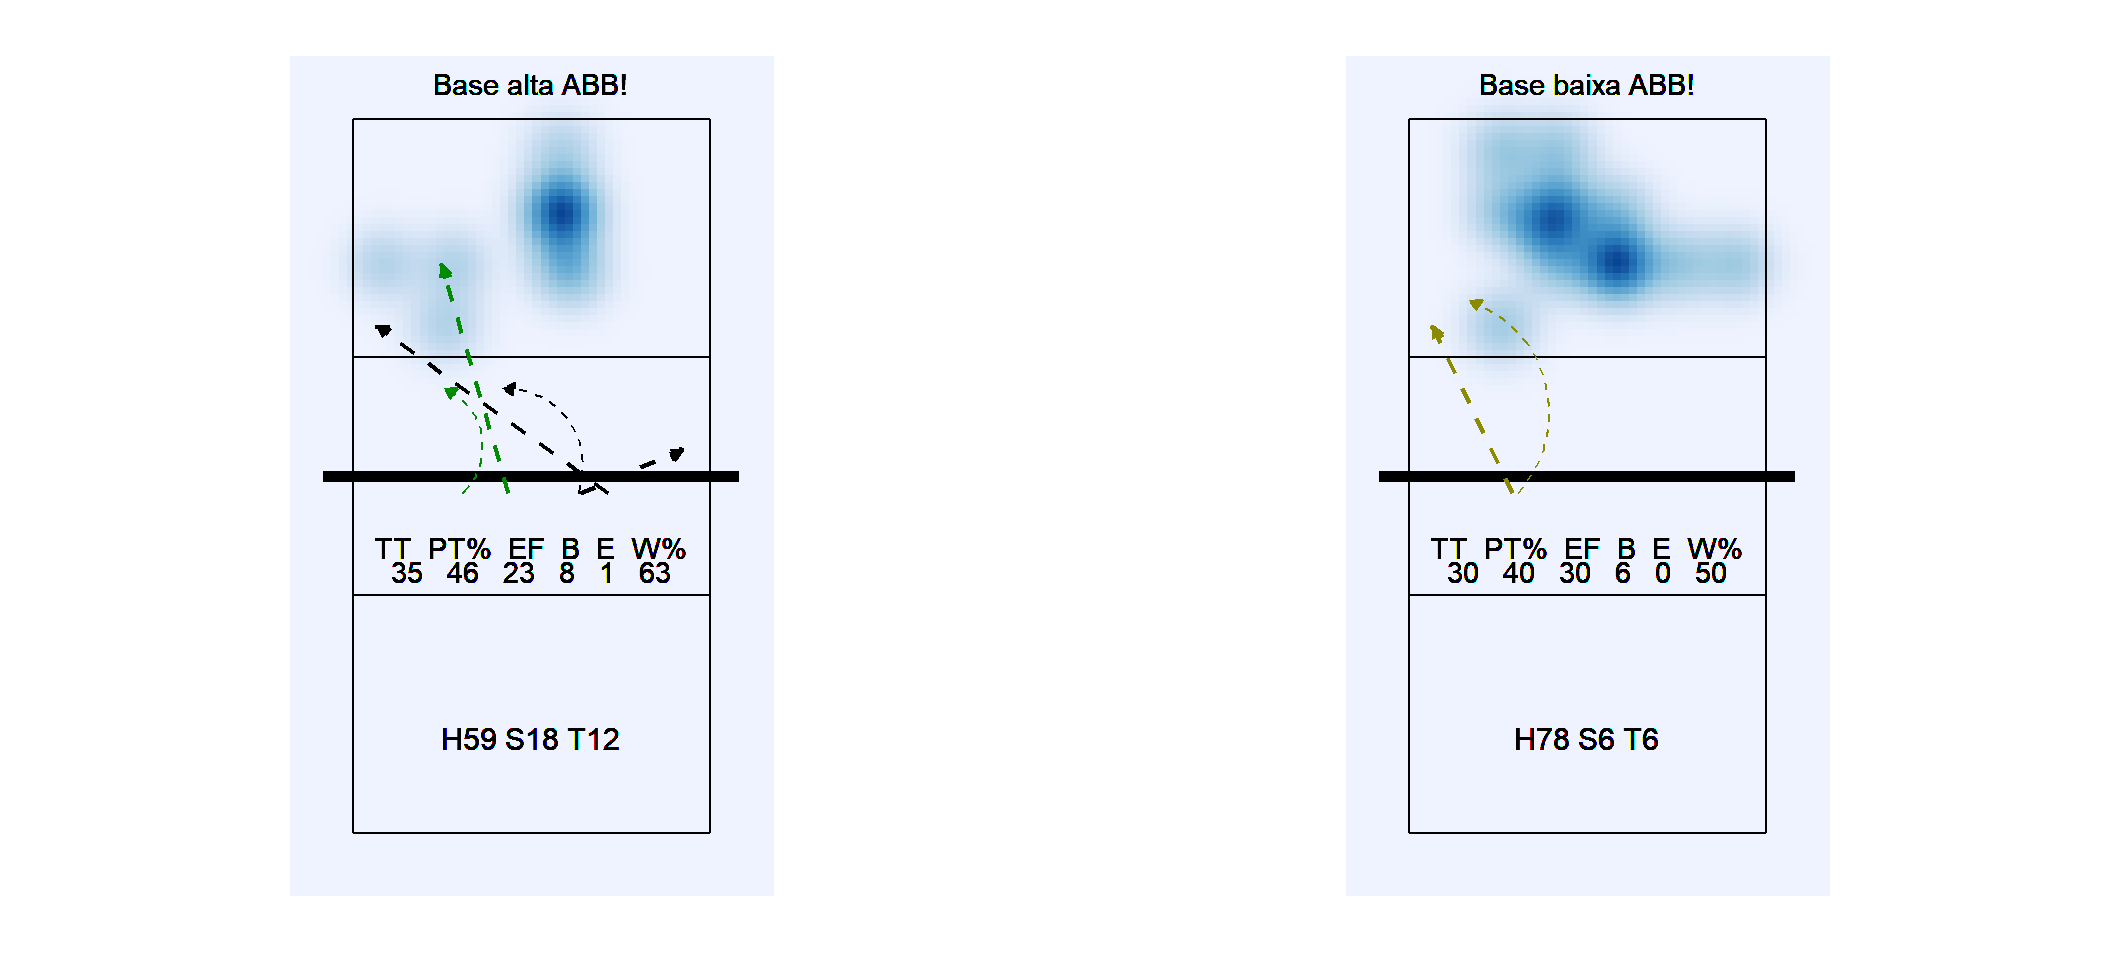 Base alta ABB!
TT PT% EF B E W%
35 46 23 8 1 63
H59 S18 T12
Base baixa ABB!
TT PT% EF B E W%
30 40 30 6 0 50
H78 S6 T6